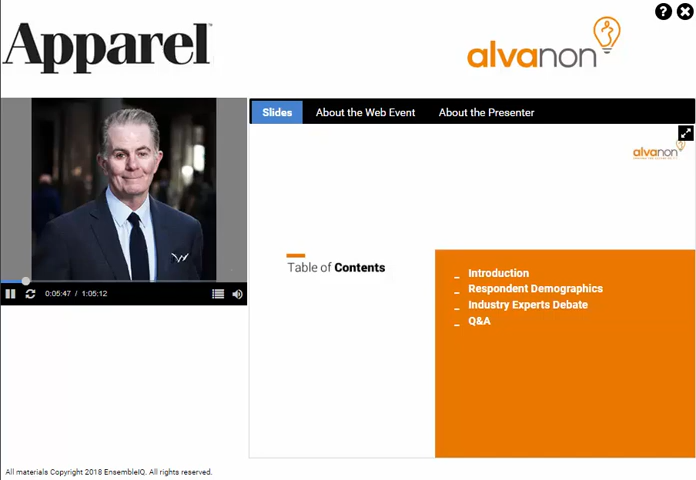 Apparel
alvanon
Slides About the Web Event About the Presenter
alvanon
Table of Contents
_ Introduction
_ Respondent Demographics
_ Industry Experts Debate
_ Q&A
0:05:47 / 1:05:12
All materials Copyright 2018 EnsembleIQ. All rights reserved.